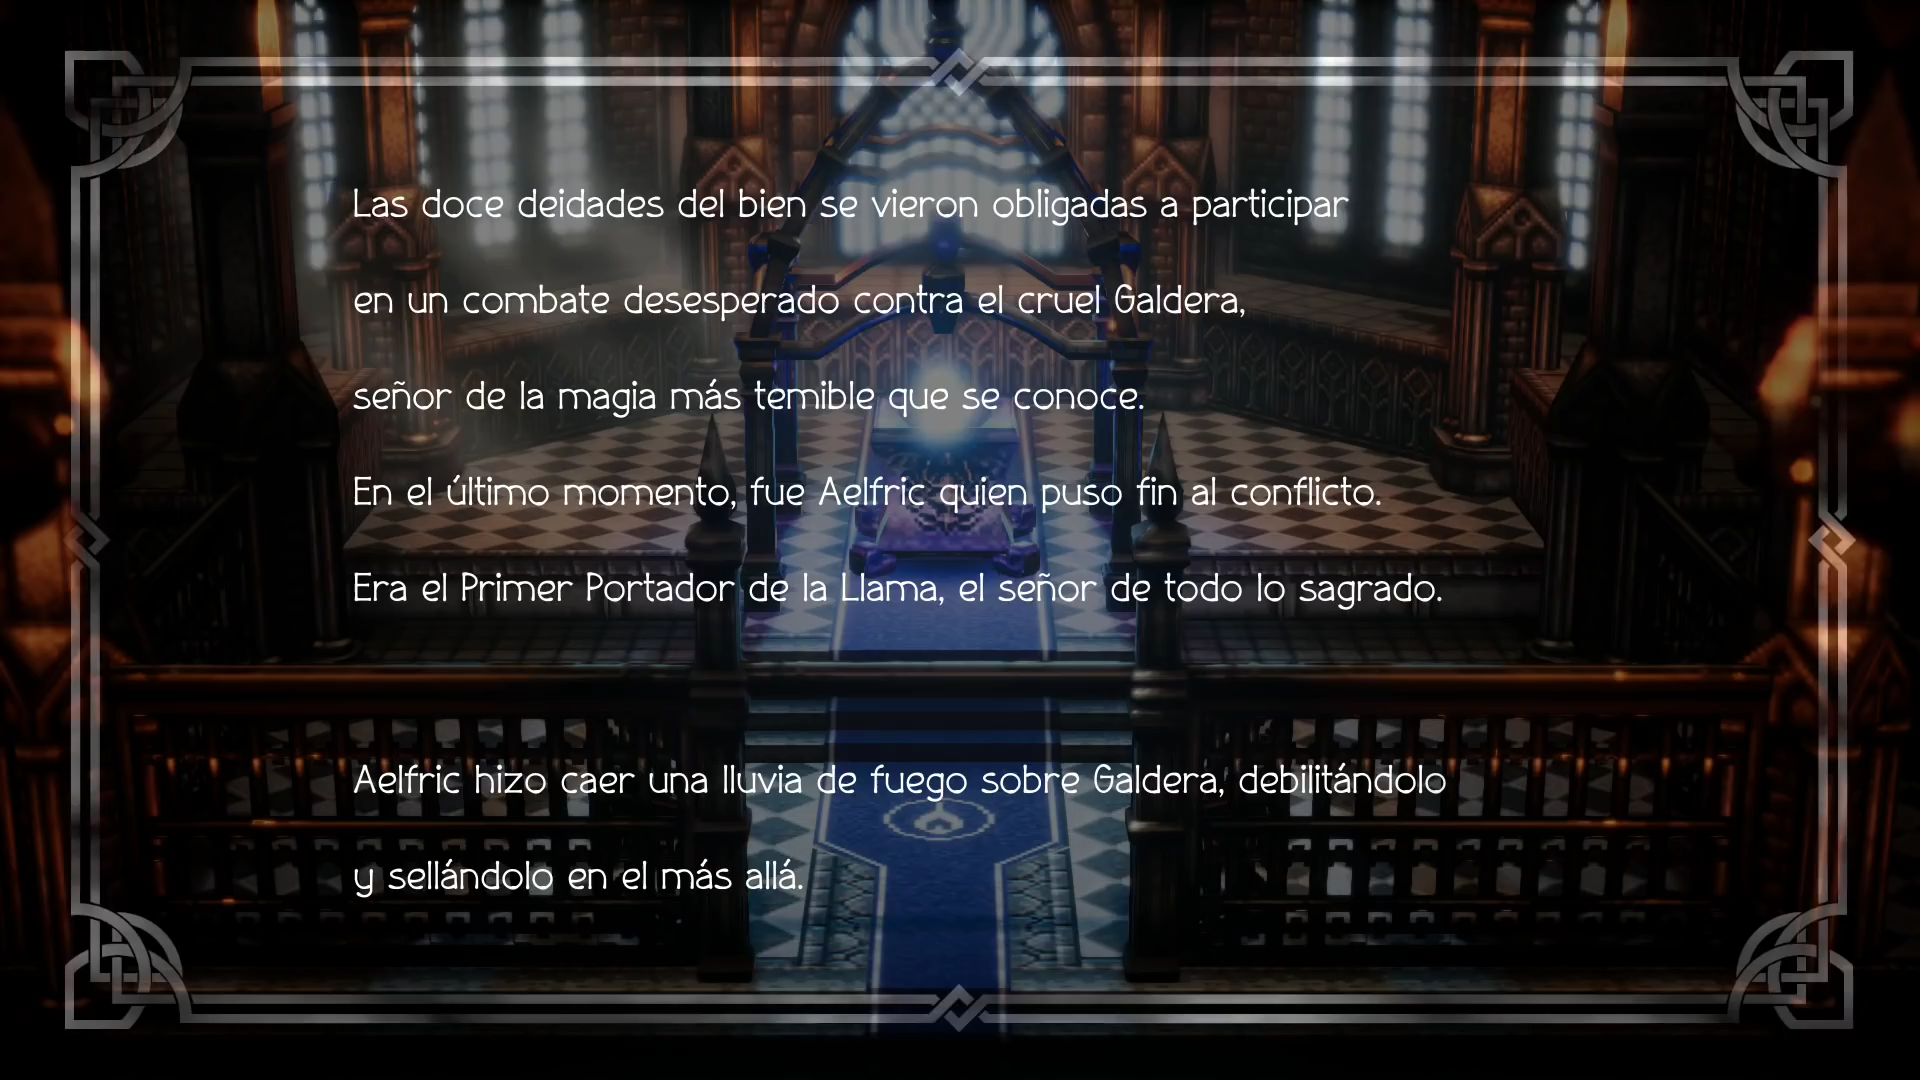 Las doce deidades del bien se vieron obligadas a participar
en un combate desesperado contra el cruel Galdera,
señor de la magia más temible que se conoce.
En el último momento, fue Aelfric quien puso fin al conflicto.
Era el Primer Portador de la Llama, el señor de todo lo sagrado.
Aelfric hizo caer una lluvia de fuego sobre Galdera, debilitándolo
y sellándolo en el más allá.